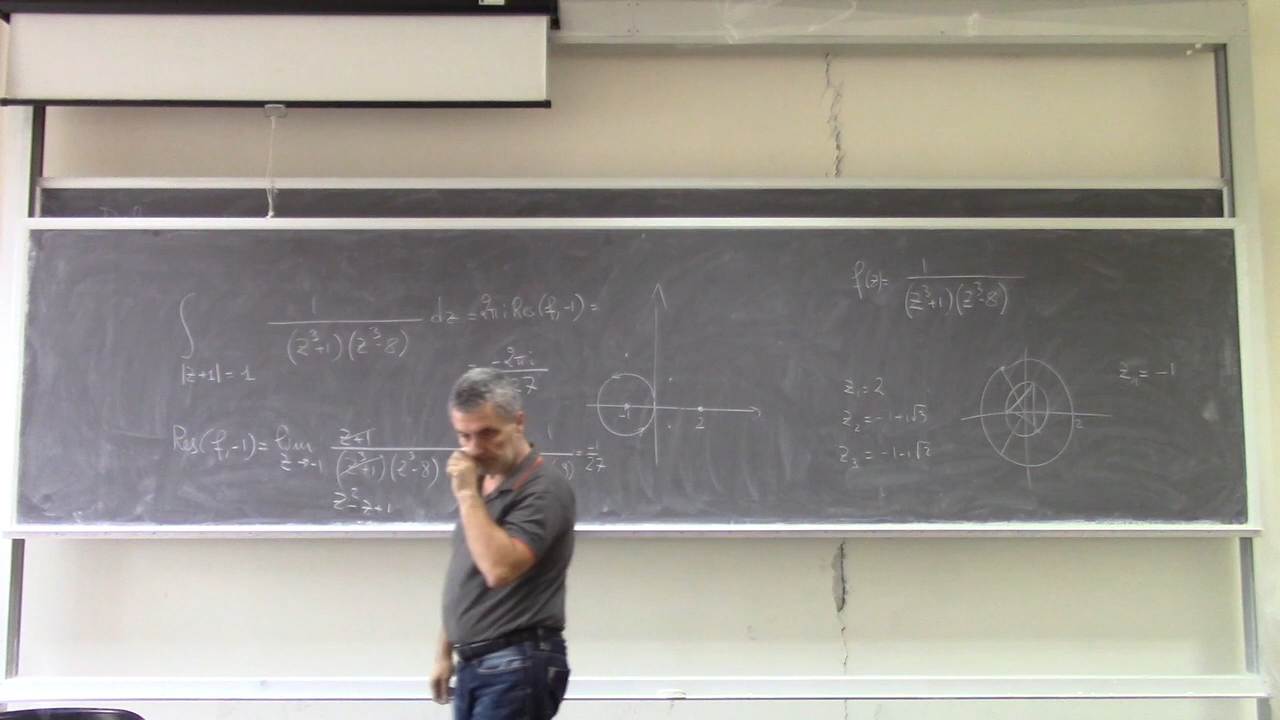 ∫ 1 / (z³+1)(z³-8) dz = 2πi Res(f,-1) =
|z+1| = 1
= -2πi / 27
Res(f,-1) = lim z+1 / (z³+1)(z³-8) = -1/27
z→-1
z²-z+1
-1
2
f(z) = 1 / (z³+1)(z³-8)
z₁ = 2
z₂ = -1+i√3
z₃ = -1-i√3
2
z₄ = -1